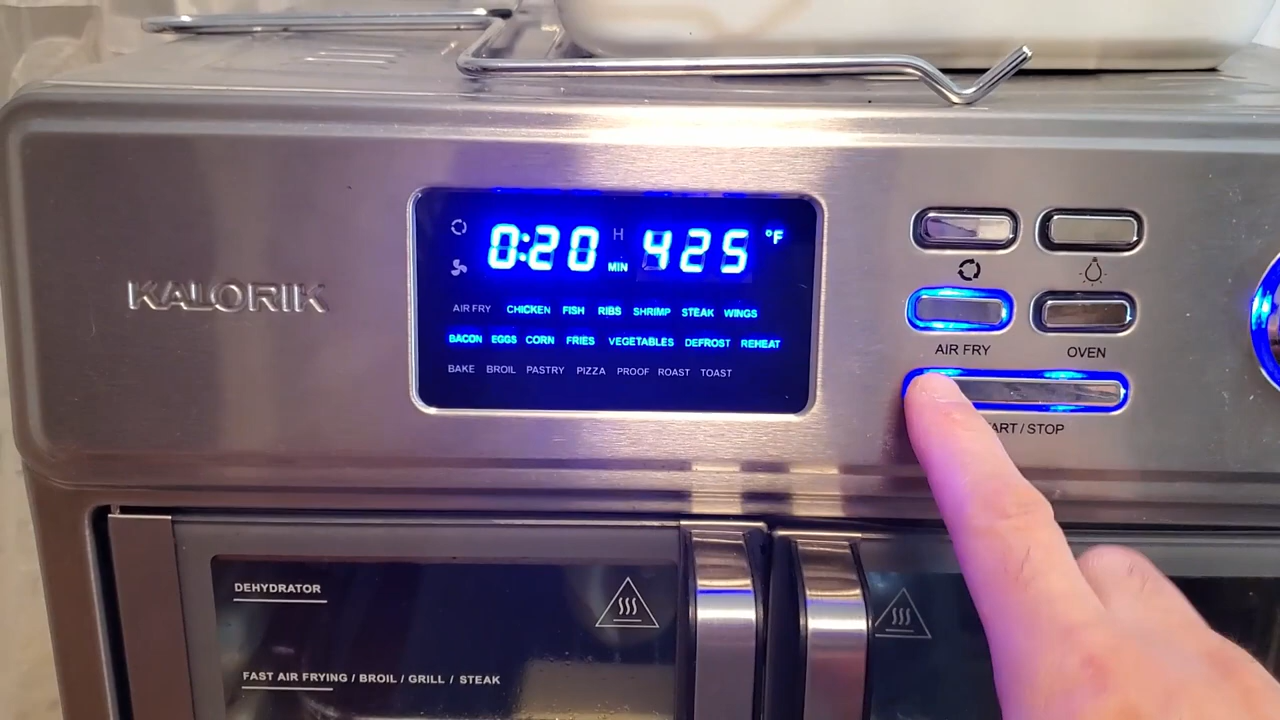 KALORIK
0:20 H MIN 425 °F
AIR FRY CHICKEN FISH RIBS SHRIMP STEAK WINGS
BACON EGGS CORN FRIES VEGETABLES DEFROST REHEAT
BAKE BROIL PASTRY PIZZA PROOF ROAST TOAST
AIR FRY OVEN
ART / STOP
DEHYDRATOR
FAST AIR FRYING / BROIL / GRILL / STEAK